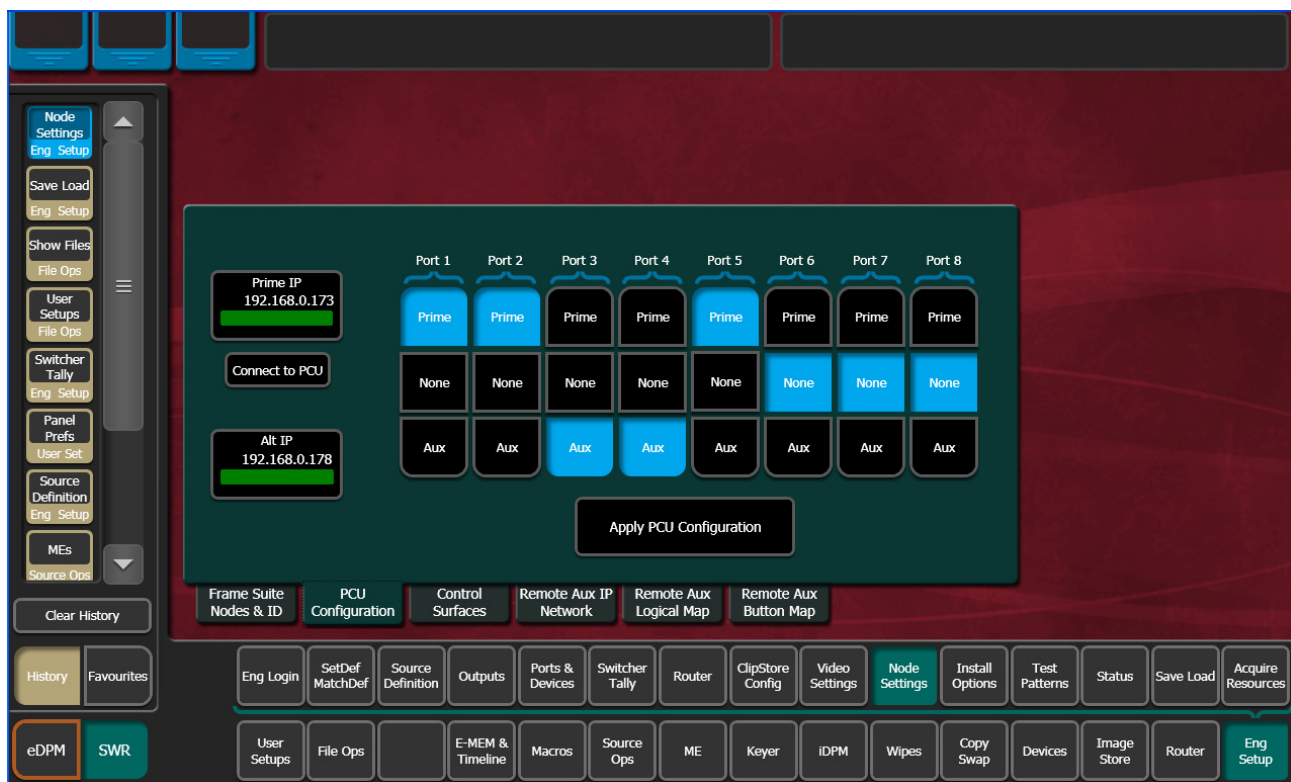 Node
Settings
Eng Setup
Save Load
Eng Setup
Show Files
File Ops
User
Setups
File Ops
Switcher
Tally
Eng Setup
Panel
Prefs
User Set
Source
Definition
Eng Setup
MEs
Source Ops
Clear History
History
Favourites
eDPM
SWR
Port 1 Port 2 Port 3 Port 4 Port 5 Port 6 Port 7 Port 8
Prime IP
192.168.0.173
Prime Prime Prime Prime Prime Prime Prime Prime
Connect to PCU
None None None None None None None None
Alt IP
192.168.0.178
Aux Aux Aux Aux Aux Aux Aux Aux
Apply PCU Configuration
Frame Suite
Nodes & ID
PCU
Configuration
Control
Surfaces
Remote Aux IP
Network
Remote Aux
Logical Map
Remote Aux
Button Map
Eng Login
SetDef
MatchDef
Source
Definition
Outputs
Ports &
Devices
Switcher
Tally
Router
ClipStore
Config
Video
Settings
Node
Settings
Install
Options
Test
Patterns
Status
Save Load
Acquire
Resources
User
Setups
File Ops
E-MEM &
Timeline
Macros
Source
Ops
ME
Keyer
iDPM
Wipes
Copy
Swap
Devices
Image
Store
Router
Eng
Setup